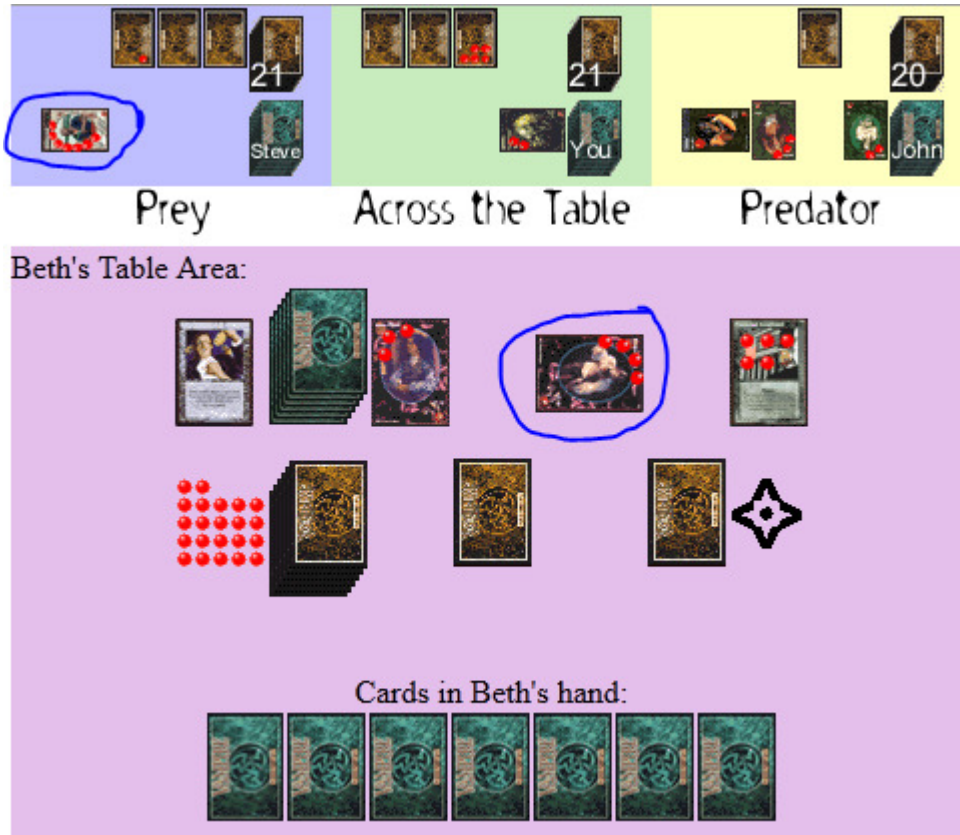 21
21
20
Steve
You
John
Prey
Across the Table
Predator
Beth's Table Area:
Cards in Beth's hand: